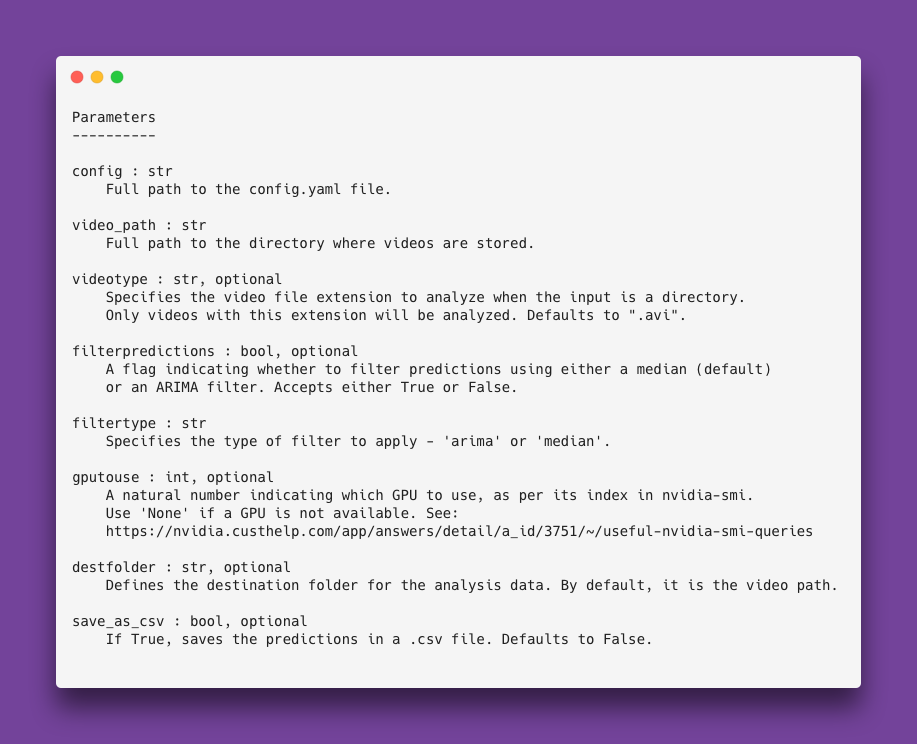 Parameters
----------
config : str
Full path to the config.yaml file.
video_path : str
Full path to the directory where videos are stored.
videotype : str, optional
Specifies the video file extension to analyze when the input is a directory.
Only videos with this extension will be analyzed. Defaults to ".avi".
filterpredictions : bool, optional
A flag indicating whether to filter predictions using either a median (default)
or an ARIMA filter. Accepts either True or False.
filtertype : str
Specifies the type of filter to apply - 'arima' or 'median'.
gputouse : int, optional
A natural number indicating which GPU to use, as per its index in nvidia-smi.
Use 'None' if a GPU is not available. See:
https://nvidia.custhelp.com/app/answers/detail/a_id/3751/~/useful-nvidia-smi-queries
destfolder : str, optional
Defines the destination folder for the analysis data. By default, it is the video path.
save_as_csv : bool, optional
If True, saves the predictions in a .csv file. Defaults to False.